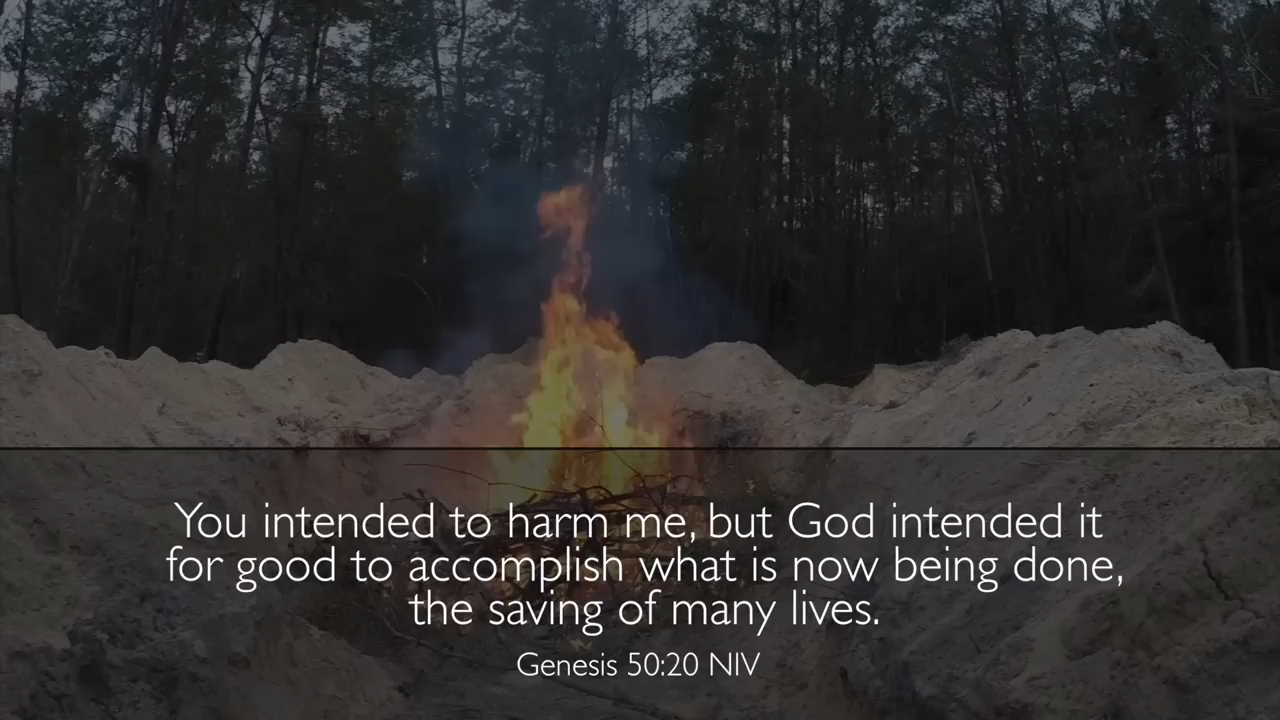 You intended to harm me, but God intended it
for good to accomplish what is now being done,
the saving of many lives.
Genesis 50:20 NIV